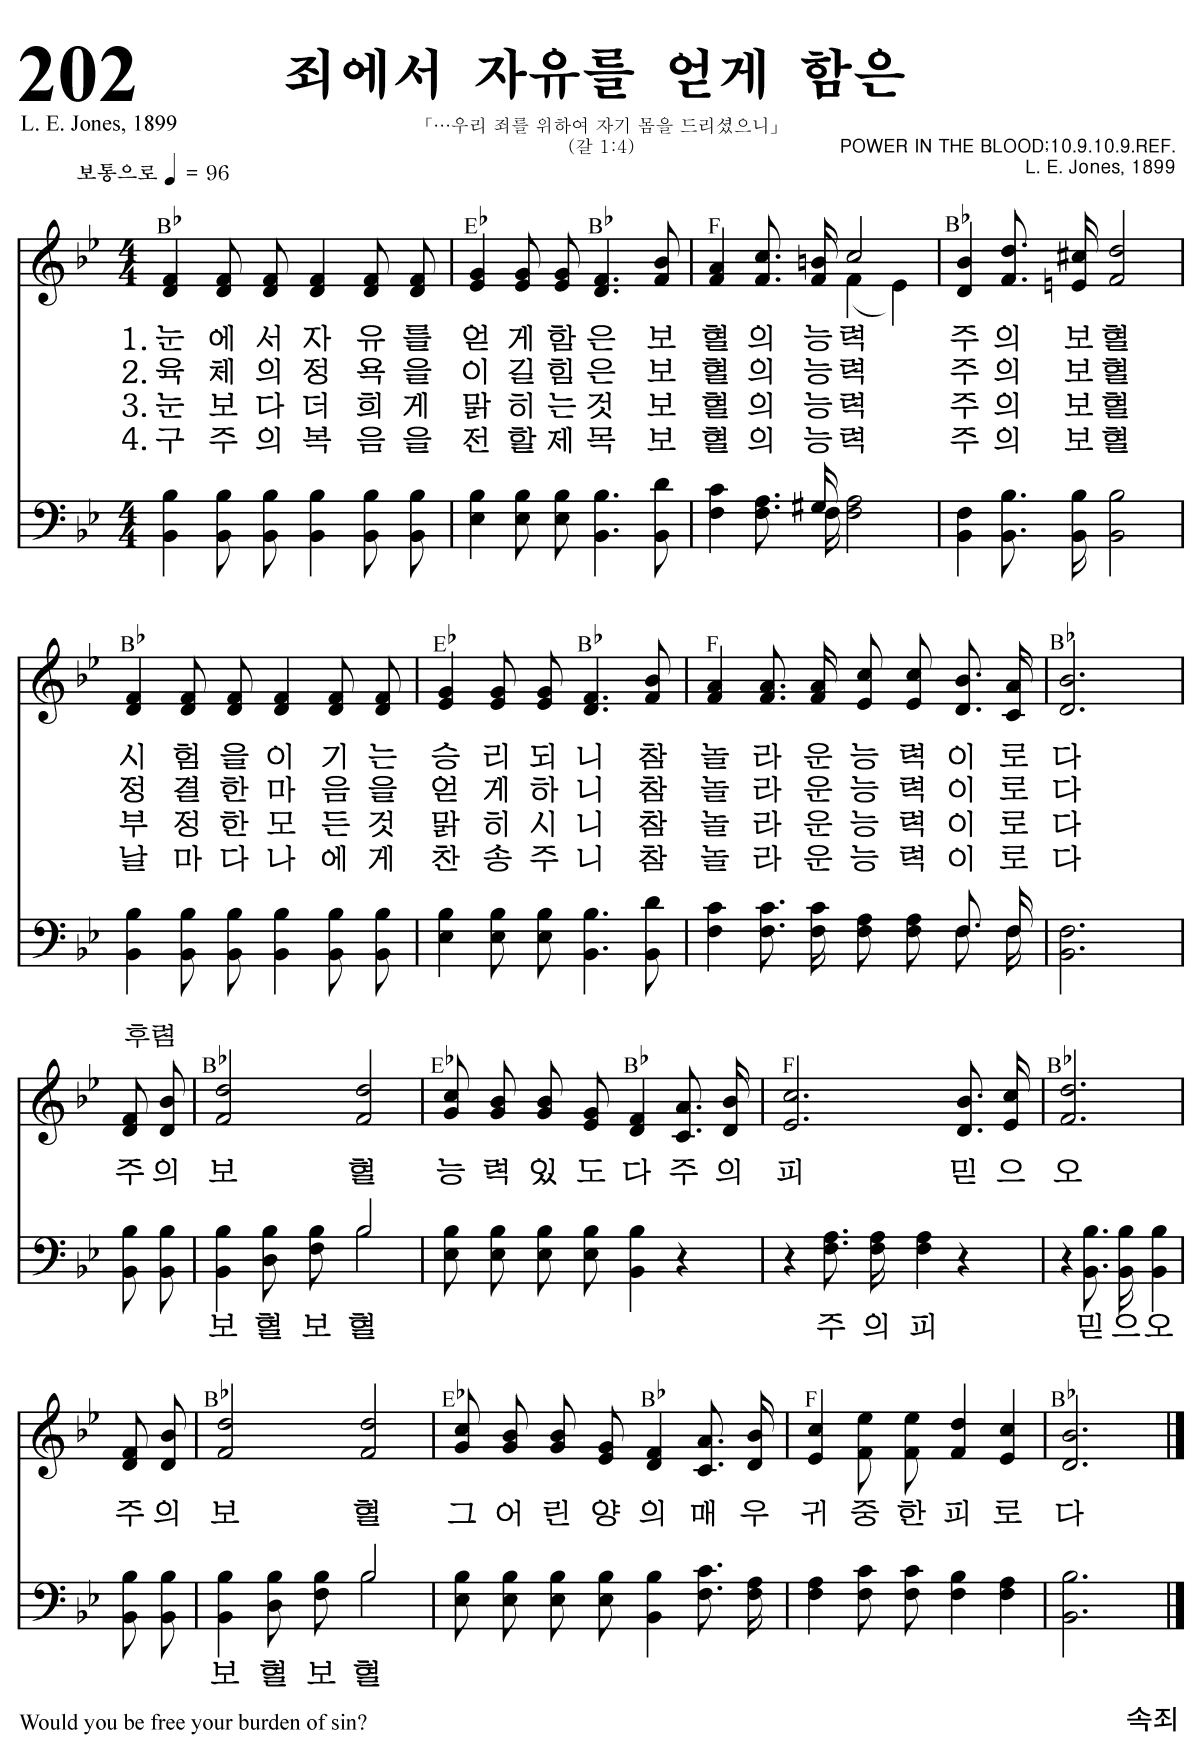 202
죄에서 자유를 얻게 함은
L. E. Jones, 1899
「…우리 죄를 위하여 자기 몸을 드리셨으니」
(갈 1:4)
POWER IN THE BLOOD;10.9.10.9.REF.
L. E. Jones, 1899
보통으로 ♩ = 96
B♭ E♭ B♭ F B♭
1. 눈 에 서 자 유 를 얻 게 함 은 보 혈 의 능 력 주 의 보 혈
2. 육 체 의 정 욕 을 이 길 힘 은 보 혈 의 능 력 주 의 보 혈
3. 눈 보 다 더 희 게 맑 히 는 것 보 혈 의 능 력 주 의 보 혈
4. 구 주 의 복 음 을 전 할 제 목 보 혈 의 능 력 주 의 보 혈
B♭ E♭ B♭ F B♭
시 험 을 이 기 는 승 리 되 니 참 놀 라 운 능 력 이 로 다
정 결 한 마 음 을 얻 게 하 니 참 놀 라 운 능 력 이 로 다
부 정 한 모 든 것 맑 히 시 니 참 놀 라 운 능 력 이 로 다
날 마 다 나 에 게 찬 송 주 니 참 놀 라 운 능 력 이 로 다
후렴
B♭ E♭ B♭ F B♭
주 의 보 혈 능 력 있 도 다 주 의 피 믿 으 오
보 혈 보 혈 주 의 피 믿 으 오
B♭ E♭ B♭ F B♭
주 의 보 혈 그 어 린 양 의 매 우 귀 중 한 피 로 다
보 혈 보 혈
Would you be free your burden of sin?
속죄